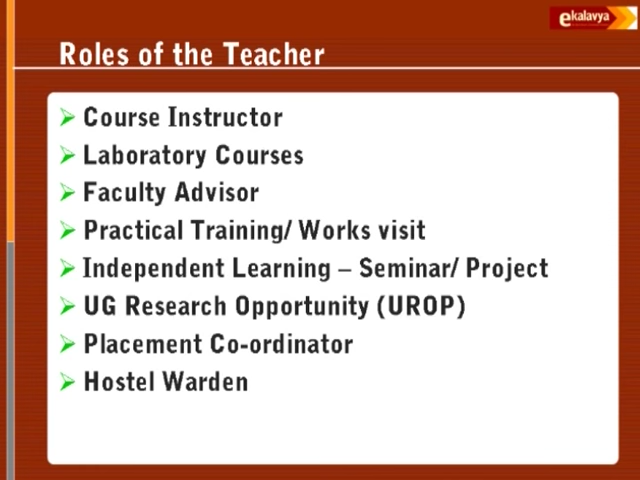 ekalavya
Roles of the Teacher
Course Instructor
Laboratory Courses
Faculty Advisor
Practical Training/ Works visit
Independent Learning – Seminar/ Project
UG Research Opportunity (UROP)
Placement Co-ordinator
Hostel Warden